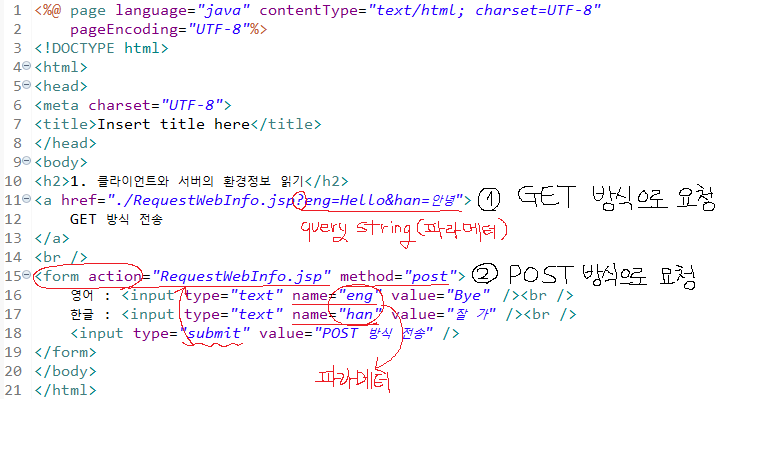 1 <%@ page language="java" contentType="text/html; charset=UTF-8"
2 pageEncoding="UTF-8"%>
3 <!DOCTYPE html>
4 <html>
5 <head>
6 <meta charset="UTF-8">
7 <title>Insert title here</title>
8 </head>
9 <body>
10 <h2>1. 클라이언트와 서버의 환경정보 읽기</h2>
11 <a href="./RequestWebInfo.jsp?eng=Hello&han=안녕"> ① GET 방식으로 요청
12 GET 방식 전송 query string(파라메터)
13 </a>
14 <br />
15 <form action="RequestWebInfo.jsp" method="post"> ② POST 방식으로 요청
16 영어 : <input type="text" name="eng" value="Bye" /><br />
17 한글 : <input type="text" name="han" value="잘 가" /><br />
18 <input type="submit" value="POST 방식 전송" />
19 </form>
20 </body>
파라메터
21 </html>